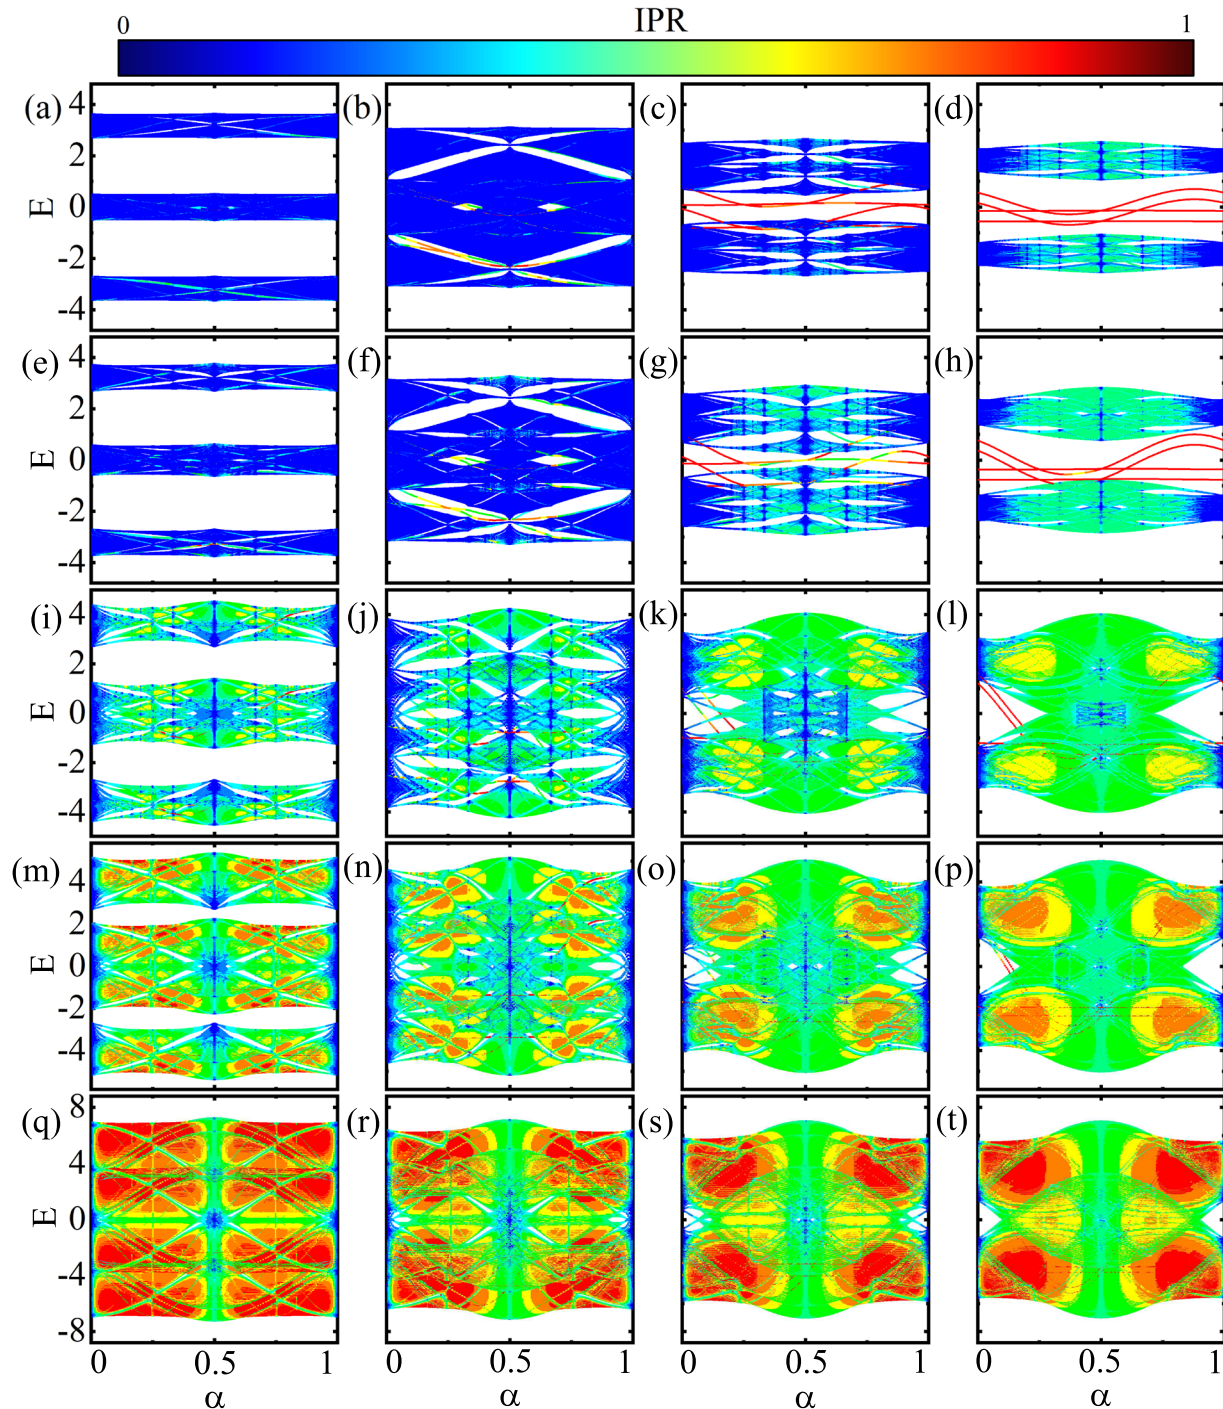 IPR
0 1
(a) (b) (c) (d)
4
2
E 0
-2
-4
(e) (f) (g) (h)
4
2
E 0
-2
-4
(i) (j) (k) (l)
4
2
E 0
-2
-4
(m) (n) (o) (p)
4
2
E 0
-2
-4
(q) (r) (s) (t)
8
4
E 0
-4
-8
0 0.5 1 0 0.5 1 0 0.5 1 0 0.5 1
α α α α